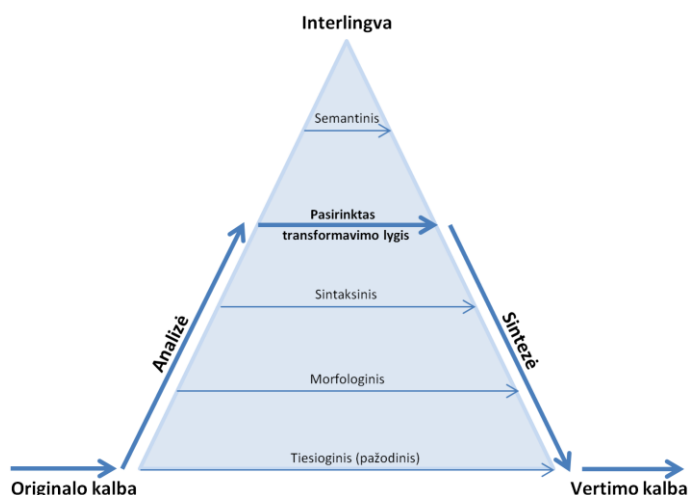 Interlingva
Semantinis
Pasirinktas
transformavimo lygis
Sintaksinis
Analizė
Sintezė
Morfologinis
Tiesioginis (pažodinis)
Originalo kalba
Vertimo kalba